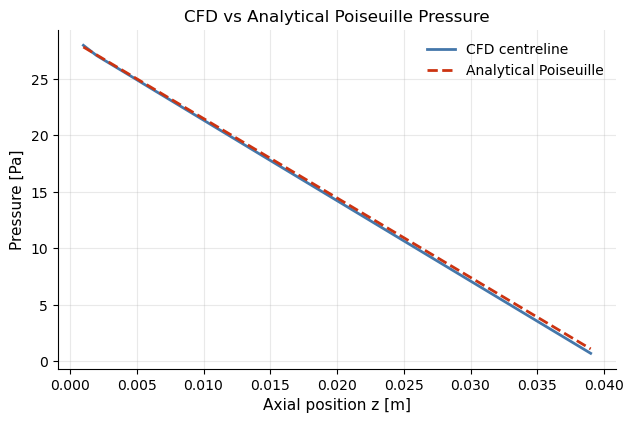 CFD vs Analytical Poiseuille Pressure
CFD centreline
Analytical Poiseuille
Pressure [Pa]
25
20
15
10
5
0
0.000 0.005 0.010 0.015 0.020 0.025 0.030 0.035 0.040
Axial position z [m]